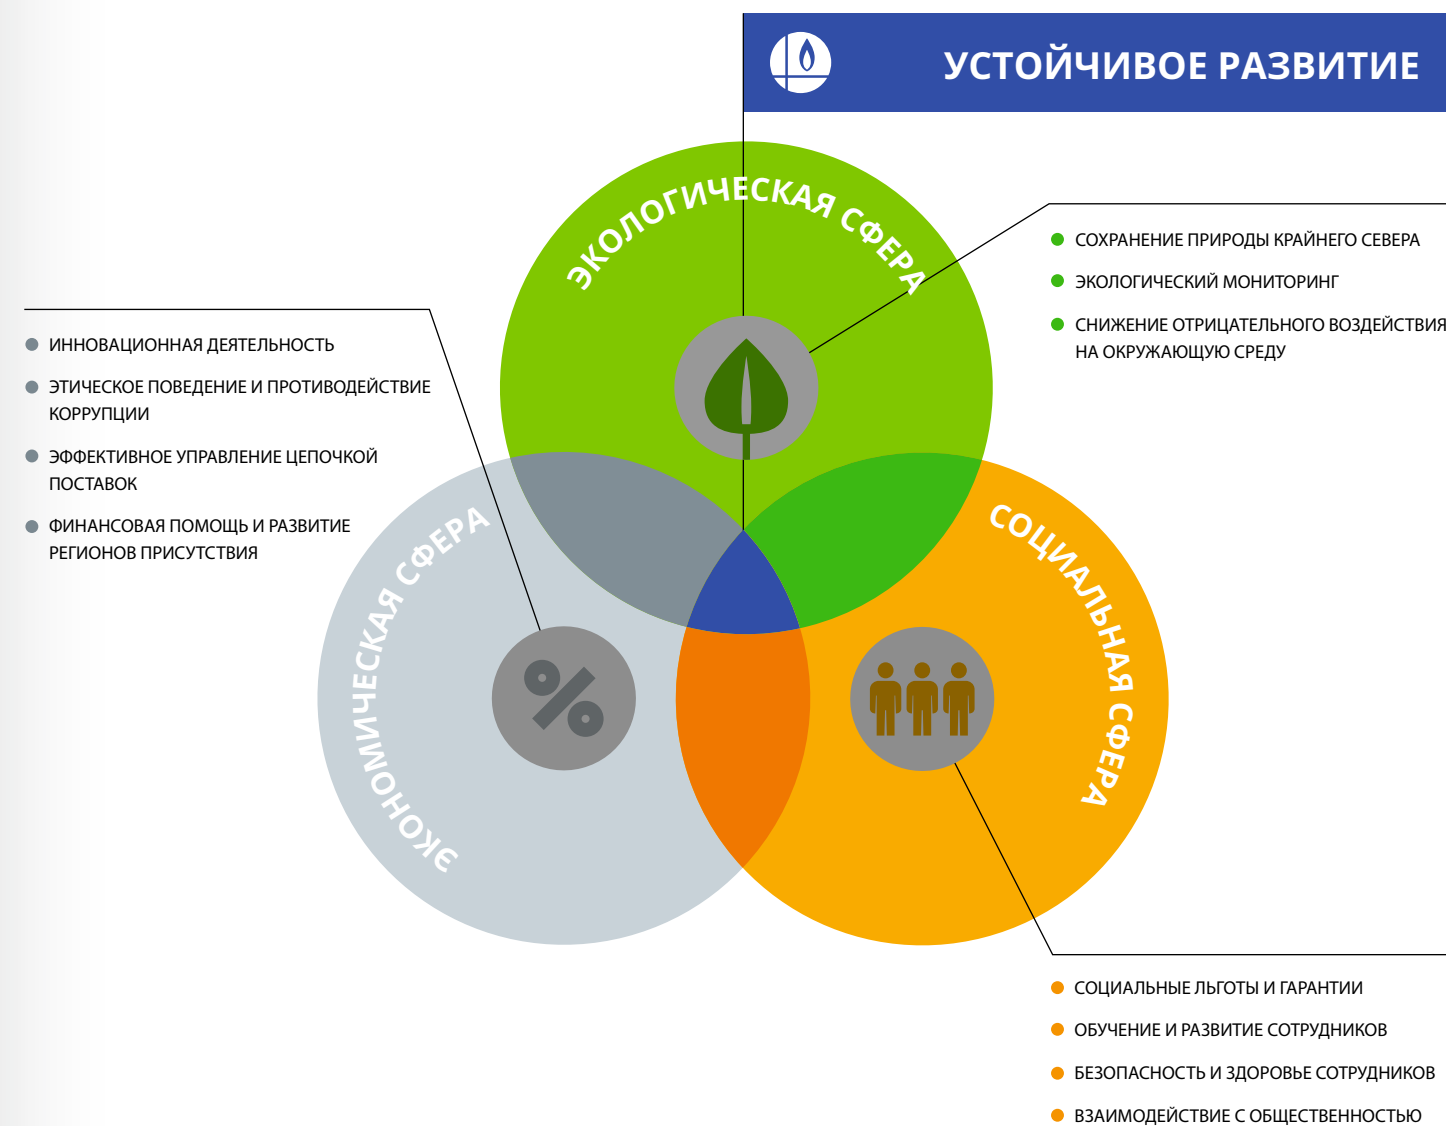 УСТОЙЧИВОЕ РАЗВИТИЕ
ЭКОЛОГИЧЕСКАЯ СФЕРА
СОХРАНЕНИЕ ПРИРОДЫ КРАЙНЕГО СЕВЕРА
ЭКОЛОГИЧЕСКИЙ МОНИТОРИНГ
СНИЖЕНИЕ ОТРИЦАТЕЛЬНОГО ВОЗДЕЙСТВИЯ
НА ОКРУЖАЮЩУЮ СРЕДУ
ИННОВАЦИОННАЯ ДЕЯТЕЛЬНОСТЬ
ЭТИЧЕСКОЕ ПОВЕДЕНИЕ И ПРОТИВОДЕЙСТВИЕ
КОРРУПЦИИ
ЭФФЕКТИВНОЕ УПРАВЛЕНИЕ ЦЕПОЧКОЙ
ПОСТАВОК
ФИНАНСОВАЯ ПОМОЩЬ И РАЗВИТИЕ
РЕГИОНОВ ПРИСУТСТВИЯ
ЭКОНОМИЧЕСКАЯ СФЕРА
%
СОЦИАЛЬНАЯ СФЕРА
СОЦИАЛЬНЫЕ ЛЬГОТЫ И ГАРАНТИИ
ОБУЧЕНИЕ И РАЗВИТИЕ СОТРУДНИКОВ
БЕЗОПАСНОСТЬ И ЗДОРОВЬЕ СОТРУДНИКОВ
ВЗАИМОДЕЙСТВИЕ С ОБЩЕСТВЕННОСТЬЮ